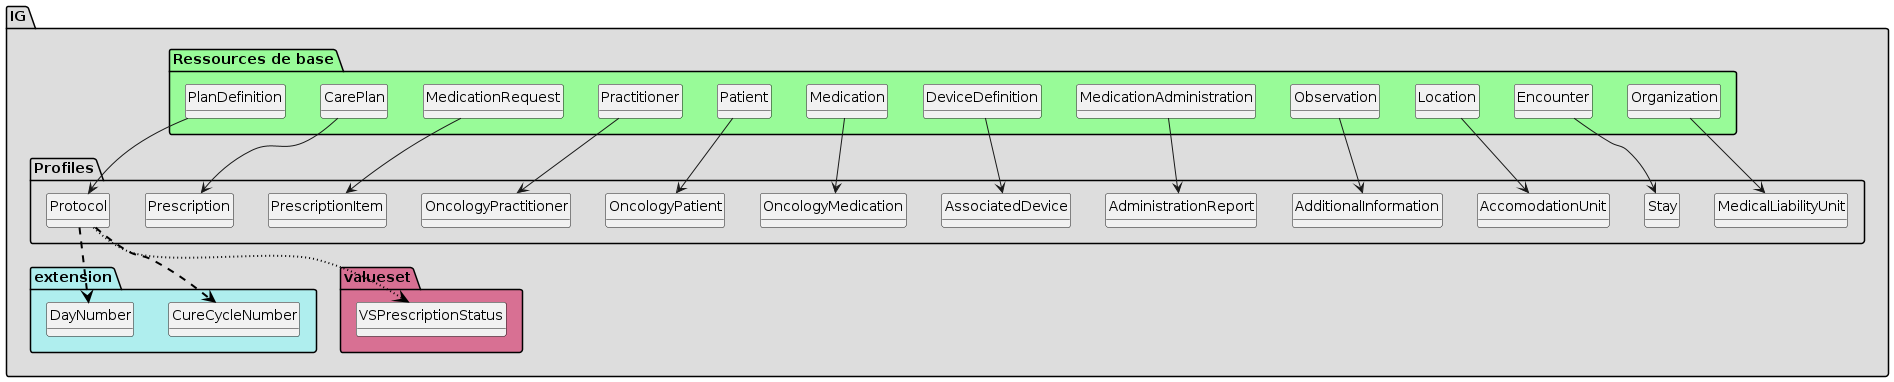 IG
Ressources de base
PlanDefinition
CarePlan
MedicationRequest
Practitioner
Patient
Medication
DeviceDefinition
MedicationAdministration
Observation
Location
Encounter
Organization
Profiles
Protocol
Prescription
PrescriptionItem
OncologyPractitioner
OncologyPatient
OncologyMedication
AssociatedDevice
AdministrationReport
AdditionalInformation
AccomodationUnit
Stay
MedicalLiabilityUnit
extension
DayNumber
CureCycleNumber
valueset
VSPrescriptionStatus